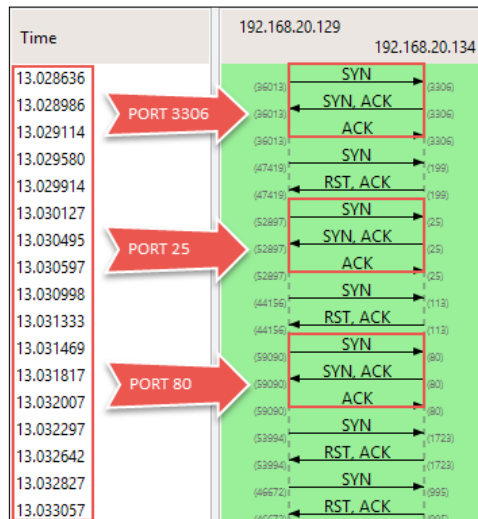 Time
192.168.20.129
192.168.20.134
13.028636 SYN (36013) (3306)
13.028986 PORT 3306 SYN, ACK (36013) (3306)
13.029114 ACK (36013) (3306)
13.029580 SYN (47419) (199)
13.029914 RST, ACK (47419) (199)
13.030127 SYN (52897) (25)
13.030495 PORT 25 SYN, ACK (52897) (25)
13.030597 ACK (52897) (25)
13.030998 SYN (44156) (113)
13.031333 RST, ACK (44156) (113)
13.031469 SYN (59090) (80)
13.031817 PORT 80 SYN, ACK (59090) (80)
13.032007 ACK (59090) (80)
13.032297 SYN (53994) (1723)
13.032642 RST, ACK (53994) (1723)
13.032827 SYN (46672) (995)
13.033057 RST, ACK